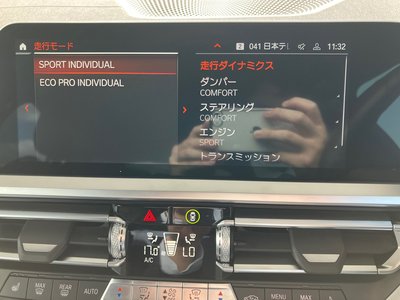 走行モード
041 日本テ
11:32
SPORT INDIVIDUAL
ECO PRO INDIVIDUAL
走行ダイナミクス
ダンパー
COMFORT
ステアリング
COMFORT
エンジン
SPORT
トランスミッション
17.0
A/C
LO
MAX
REAR
AUTO
MENU
MAX